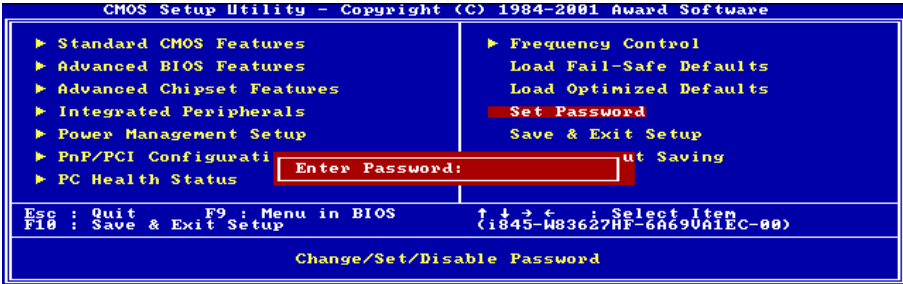 CMOS Setup Utility - Copyright (C) 1984-2001 Award Software
► Standard CMOS Features
► Advanced BIOS Features
► Advanced Chipset Features
► Integrated Peripherals
► Power Management Setup
► PnP/PCI Configurati
► PC Health Status
► Frequency Control
Load Fail-Safe Defaults
Load Optimized Defaults
Set Password
Save & Exit Setup
ut Saving
Enter Password:
Esc : Quit F9 : Menu in BIOS ↑ ↓ → ← : Select Item
F10 : Save & Exit Setup (i845-W83627HF-6A69VA1EC-00)
Change/Set/Disable Password